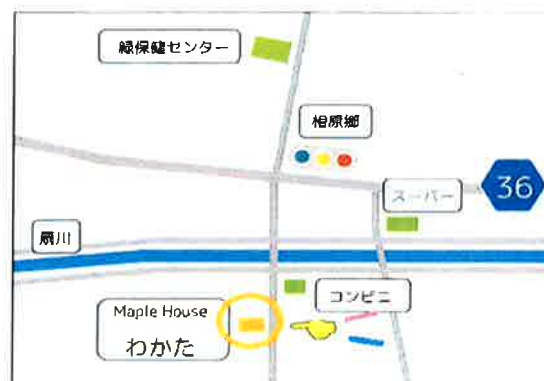 緑保健センター
相原郷
36
スーパー
扇川
コンビニ
Maple House
わかた